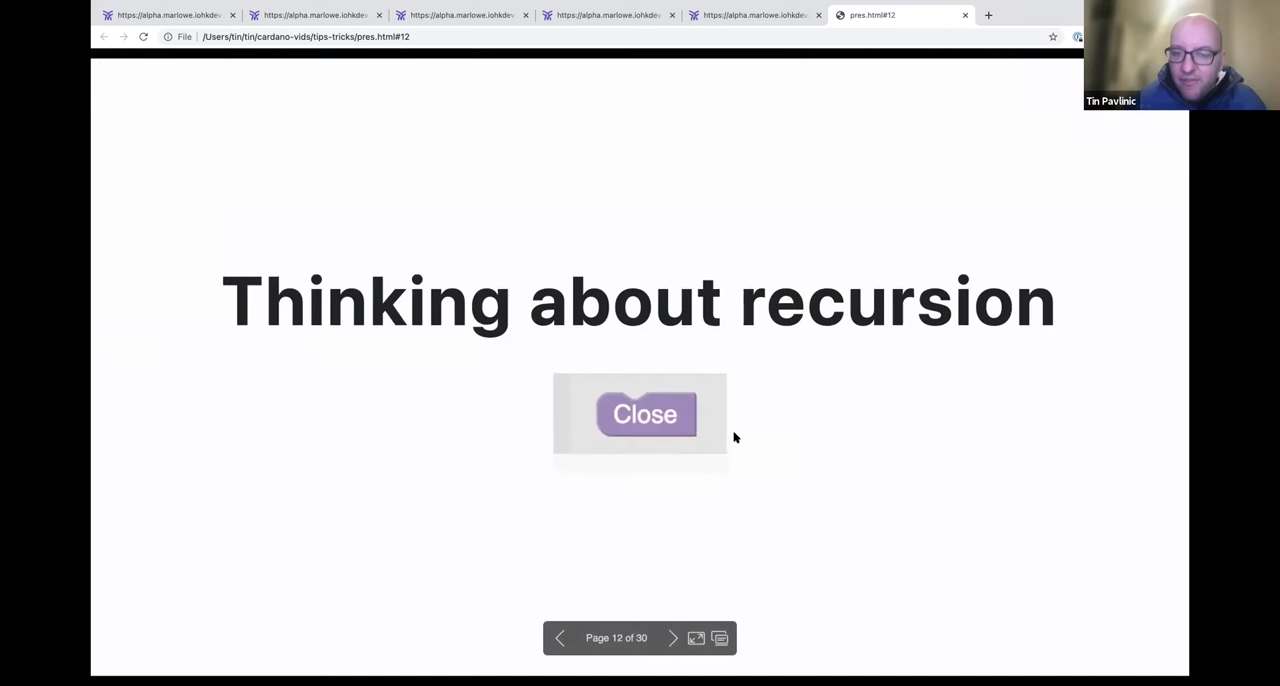 https://alpha.marlowe.iohkdev.
https://alpha.marlowe.iohkdev
https://alpha.marlowe.iohkdev
https://alpha.marlowe.iohkdev
https://alpha.marlowe.iohkdev
pres.html#12
File
/Users/tin/tin/cardano-vids/tips-tricks/pres.html#12
Tin Pavlinic
Thinking about recursion
Close
Page 12 of 30